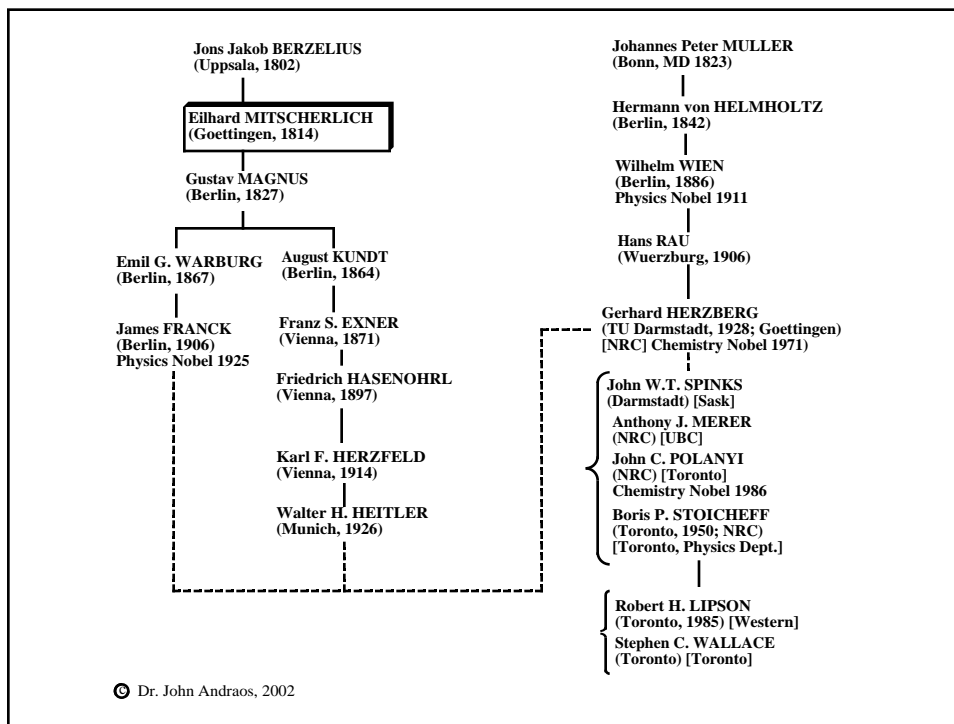 Jons Jakob BERZELIUS
(Uppsala, 1802)
Eilhard MITSCHERLICH
(Goettingen, 1814)
Gustav MAGNUS
(Berlin, 1827)
Emil G. WARBURG
(Berlin, 1867)
James FRANCK
(Berlin, 1906)
Physics Nobel 1925
August KUNDT
(Berlin, 1864)
Franz S. EXNER
(Vienna, 1871)
Friedrich HASENOHRL
(Vienna, 1897)
Karl F. HERZFELD
(Vienna, 1914)
Walter H. HEITLER
(Munich, 1926)
Johannes Peter MULLER
(Bonn, MD 1823)
Hermann von HELMHOLTZ
(Berlin, 1842)
Wilhelm WIEN
(Berlin, 1886)
Physics Nobel 1911
Hans RAU
(Wuerzburg, 1906)
Gerhard HERZBERG
(TU Darmstadt, 1928; Goettingen)
[NRC] Chemistry Nobel 1971)
John W.T. SPINKS
(Darmstadt) [Sask]
Anthony J. MERER
(NRC) [UBC]
John C. POLANYI
(NRC) [Toronto]
Chemistry Nobel 1986
Boris P. STOICHEFF
(Toronto, 1950; NRC)
[Toronto, Physics Dept.]
Robert H. LIPSON
(Toronto, 1985) [Western]
Stephen C. WALLACE
(Toronto) [Toronto]
© Dr. John Andraos, 2002